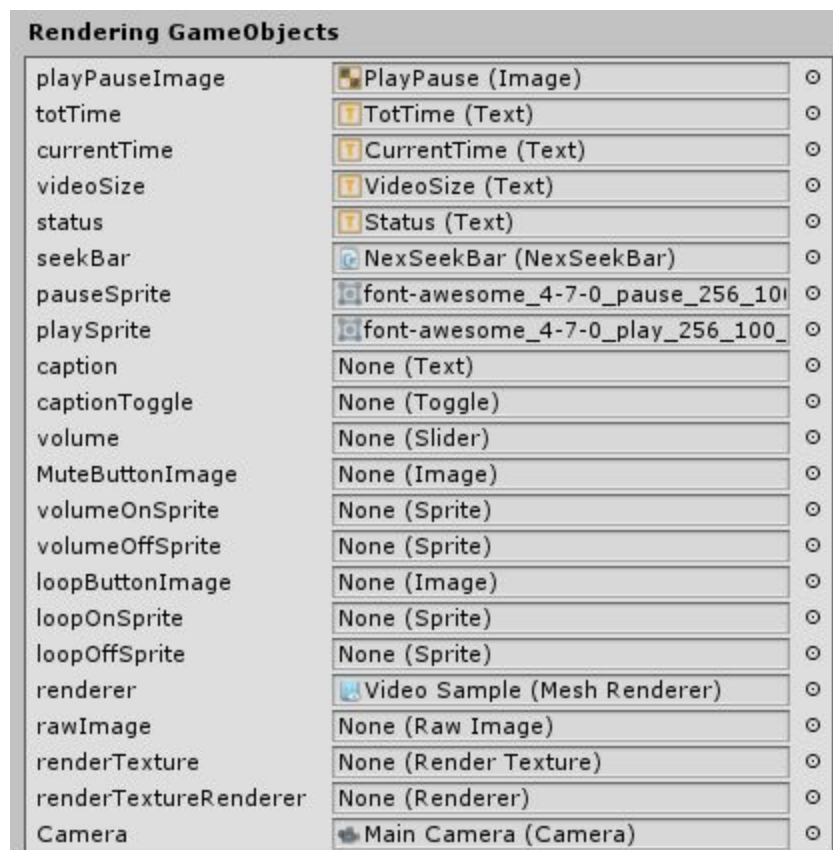 Rendering GameObjects
playPauseImage PlayPause (Image)
totTime TotTime (Text)
currentTime CurrentTime (Text)
videoSize VideoSize (Text)
status Status (Text)
seekBar NexSeekBar (NexSeekBar)
pauseSprite font-awesome_4-7-0_pause_256_10
playSprite font-awesome_4-7-0_play_256_100_
caption None (Text)
captionToggle None (Toggle)
volume None (Slider)
MuteButtonImage None (Image)
volumeOnSprite None (Sprite)
volumeOffSprite None (Sprite)
loopButtonImage None (Image)
loopOnSprite None (Sprite)
loopOffSprite None (Sprite)
renderer Video Sample (Mesh Renderer)
rawImage None (Raw Image)
renderTexture None (Render Texture)
renderTextureRenderer None (Renderer)
Camera Main Camera (Camera)